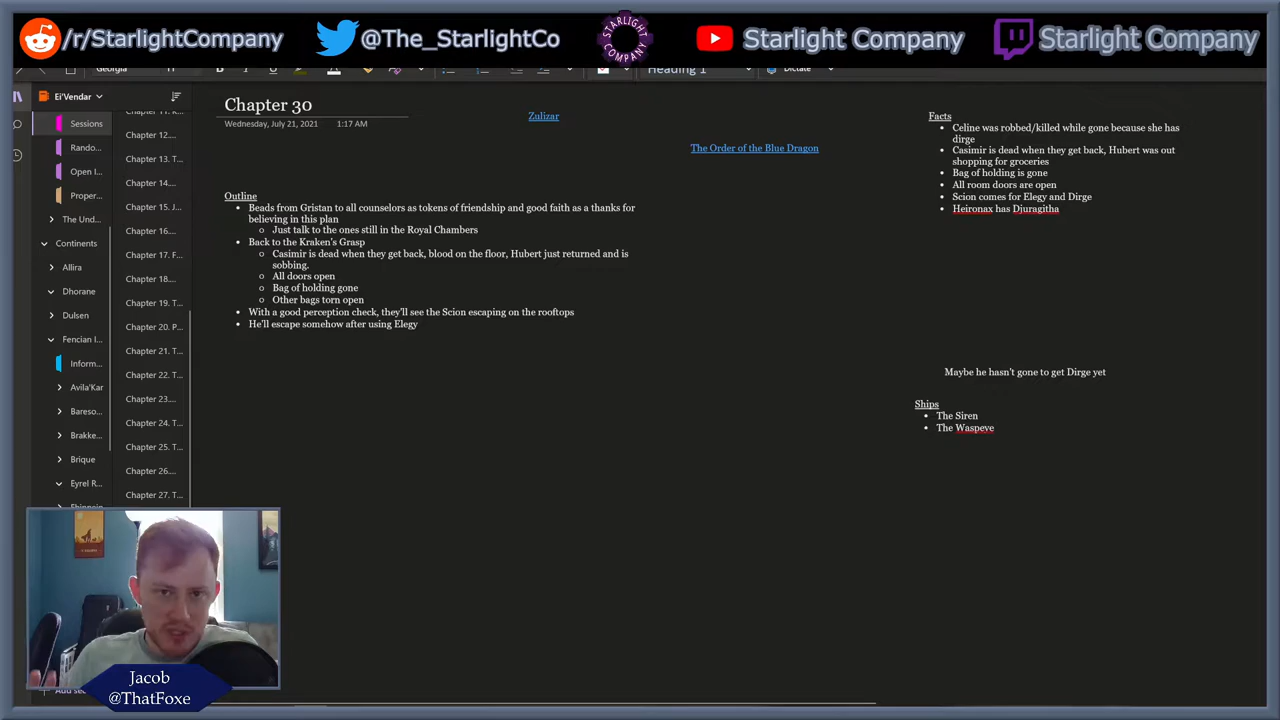 /r/StarlightCompany
@The_StarlightCo
STARLIGHT COMPANY
Starlight Company
Starlight Company
Georgia
11
B I U
Heading 1
Dictate
Ei'Vendar
Sessions
Rando...
Open I...
Proper...
The Und...
Continents
Allira
Dhorane
Dulsen
Fencian I...
Inform...
Avila'Kar
Bareso...
Brakke...
Brique
Eyrel R...
Chapter 12....
Chapter 13. T...
Chapter 14....
Chapter 15. J...
Chapter 16....
Chapter 17. F...
Chapter 18....
Chapter 19. T...
Chapter 20. P...
Chapter 21. T...
Chapter 22. T...
Chapter 23....
Chapter 24. T...
Chapter 25. T...
Chapter 26....
Chapter 27. T...
Chapter 30
Wednesday, July 21, 2021 1:17 AM
Zulizar
The Order of the Blue Dragon
Outline
• Beads from Gristan to all counselors as tokens of friendship and good faith as a thanks for
believing in this plan
○ Just talk to the ones still in the Royal Chambers
• Back to the Kraken's Grasp
○ Casimir is dead when they get back, blood on the floor, Hubert just returned and is
sobbing.
○ All doors open
○ Bag of holding gone
○ Other bags torn open
• With a good perception check, they'll see the Scion escaping on the rooftops
• He'll escape somehow after using Elegy
Facts
• Celine was robbed/killed while gone because she has
dirge
• Casimir is dead when they get back, Hubert was out
shopping for groceries
• Bag of holding is gone
• All room doors are open
• Scion comes for Elegy and Dirge
• Heironax has Djuragitha
Maybe he hasn't gone to get Dirge yet
Ships
• The Siren
• The Waspeye
Jacob
@ThatFoxe